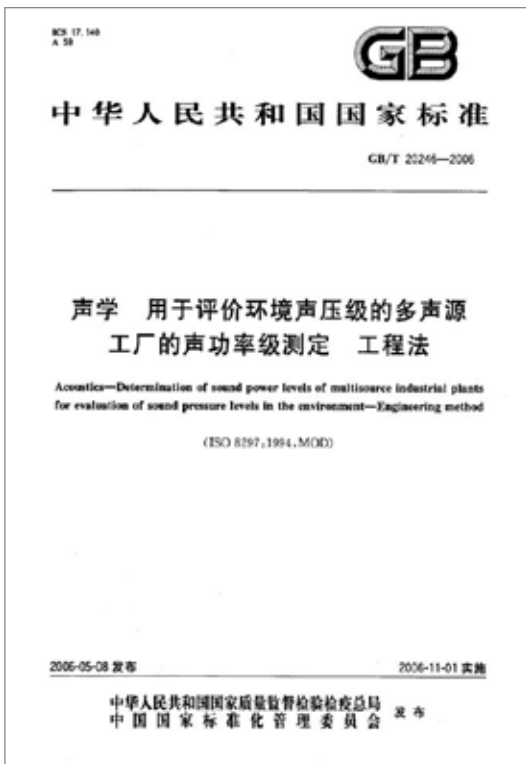 ICS 17.140
A 59
GB
中华人民共和国国家标准
GB/T 20246—2006
声学 用于评价环境声压级的多声源
工厂的声功率级测定 工程法
Acoustics—Determination of sound power levels of multisource industrial plants
for evaluation of sound pressure levels in the environment—Engineering method
(ISO 8297:1994,MOD)
2006-05-08 发布
2006-11-01 实施
中华人民共和国国家质量监督检验检疫总局
中国国家标准化管理委员会
发布